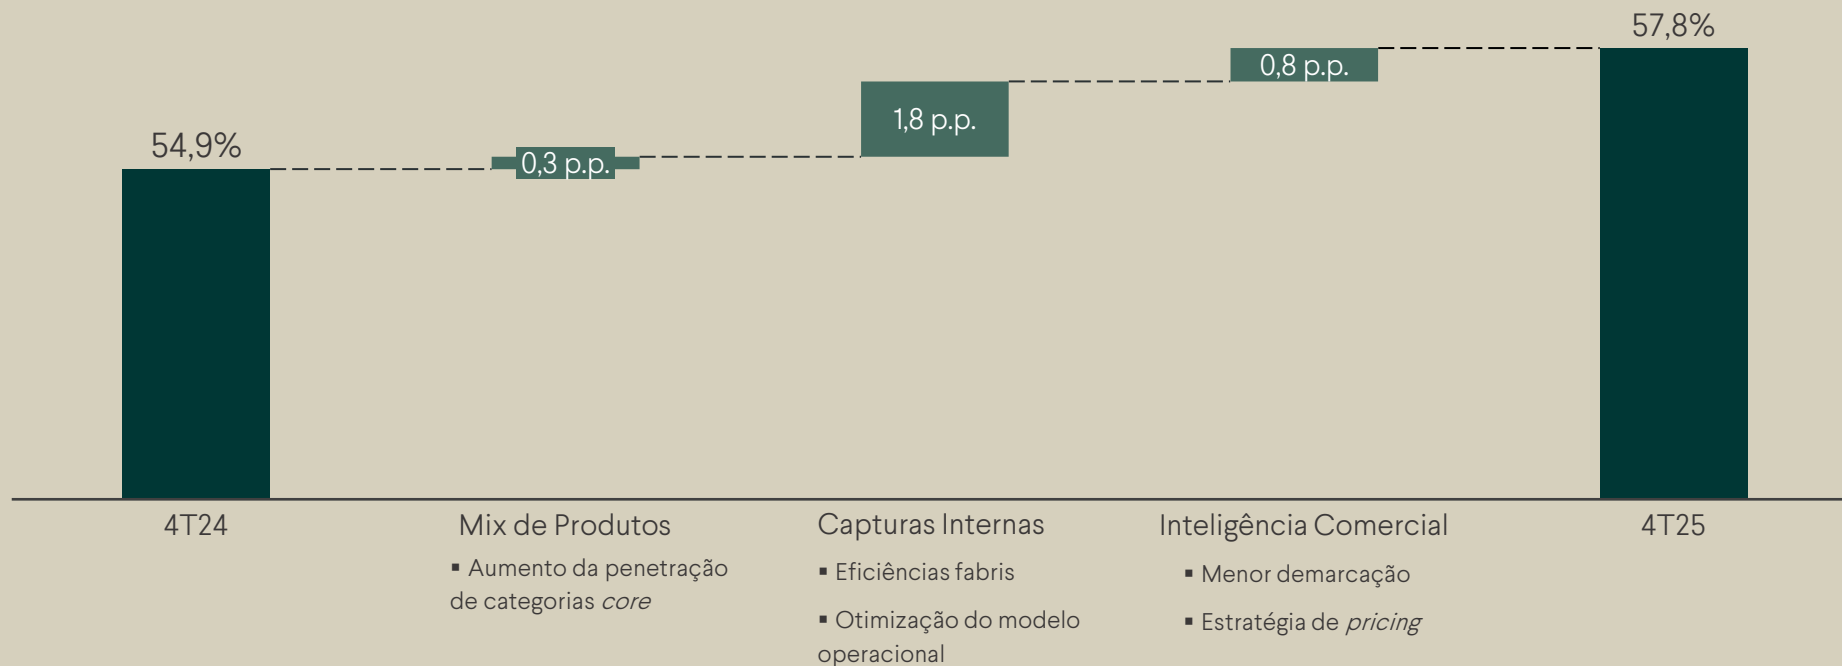 57,8%
0,8 p.p.
1,8 p.p.
54,9%
0,3 p.p.
4T24
Mix de Produtos
▪ Aumento da penetração
de categorias core
Capturas Internas
▪ Eficiências fabris
▪ Otimização do modelo
operacional
Inteligência Comercial
▪ Menor demarcação
▪ Estratégia de pricing
4T25